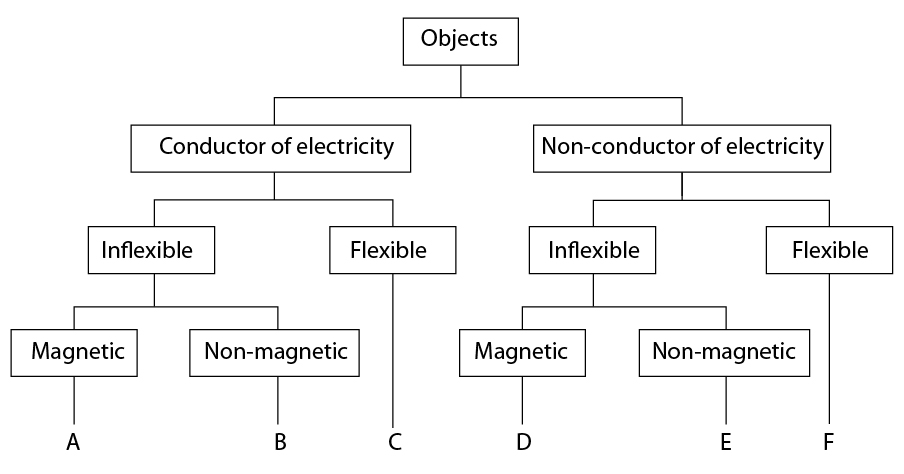 Objects
Conductor of electricity
Non-conductor of electricity
Inflexible
Flexible
Inflexible
Flexible
Magnetic
Non-magnetic
Magnetic
Non-magnetic
A
B
C
D
E
F